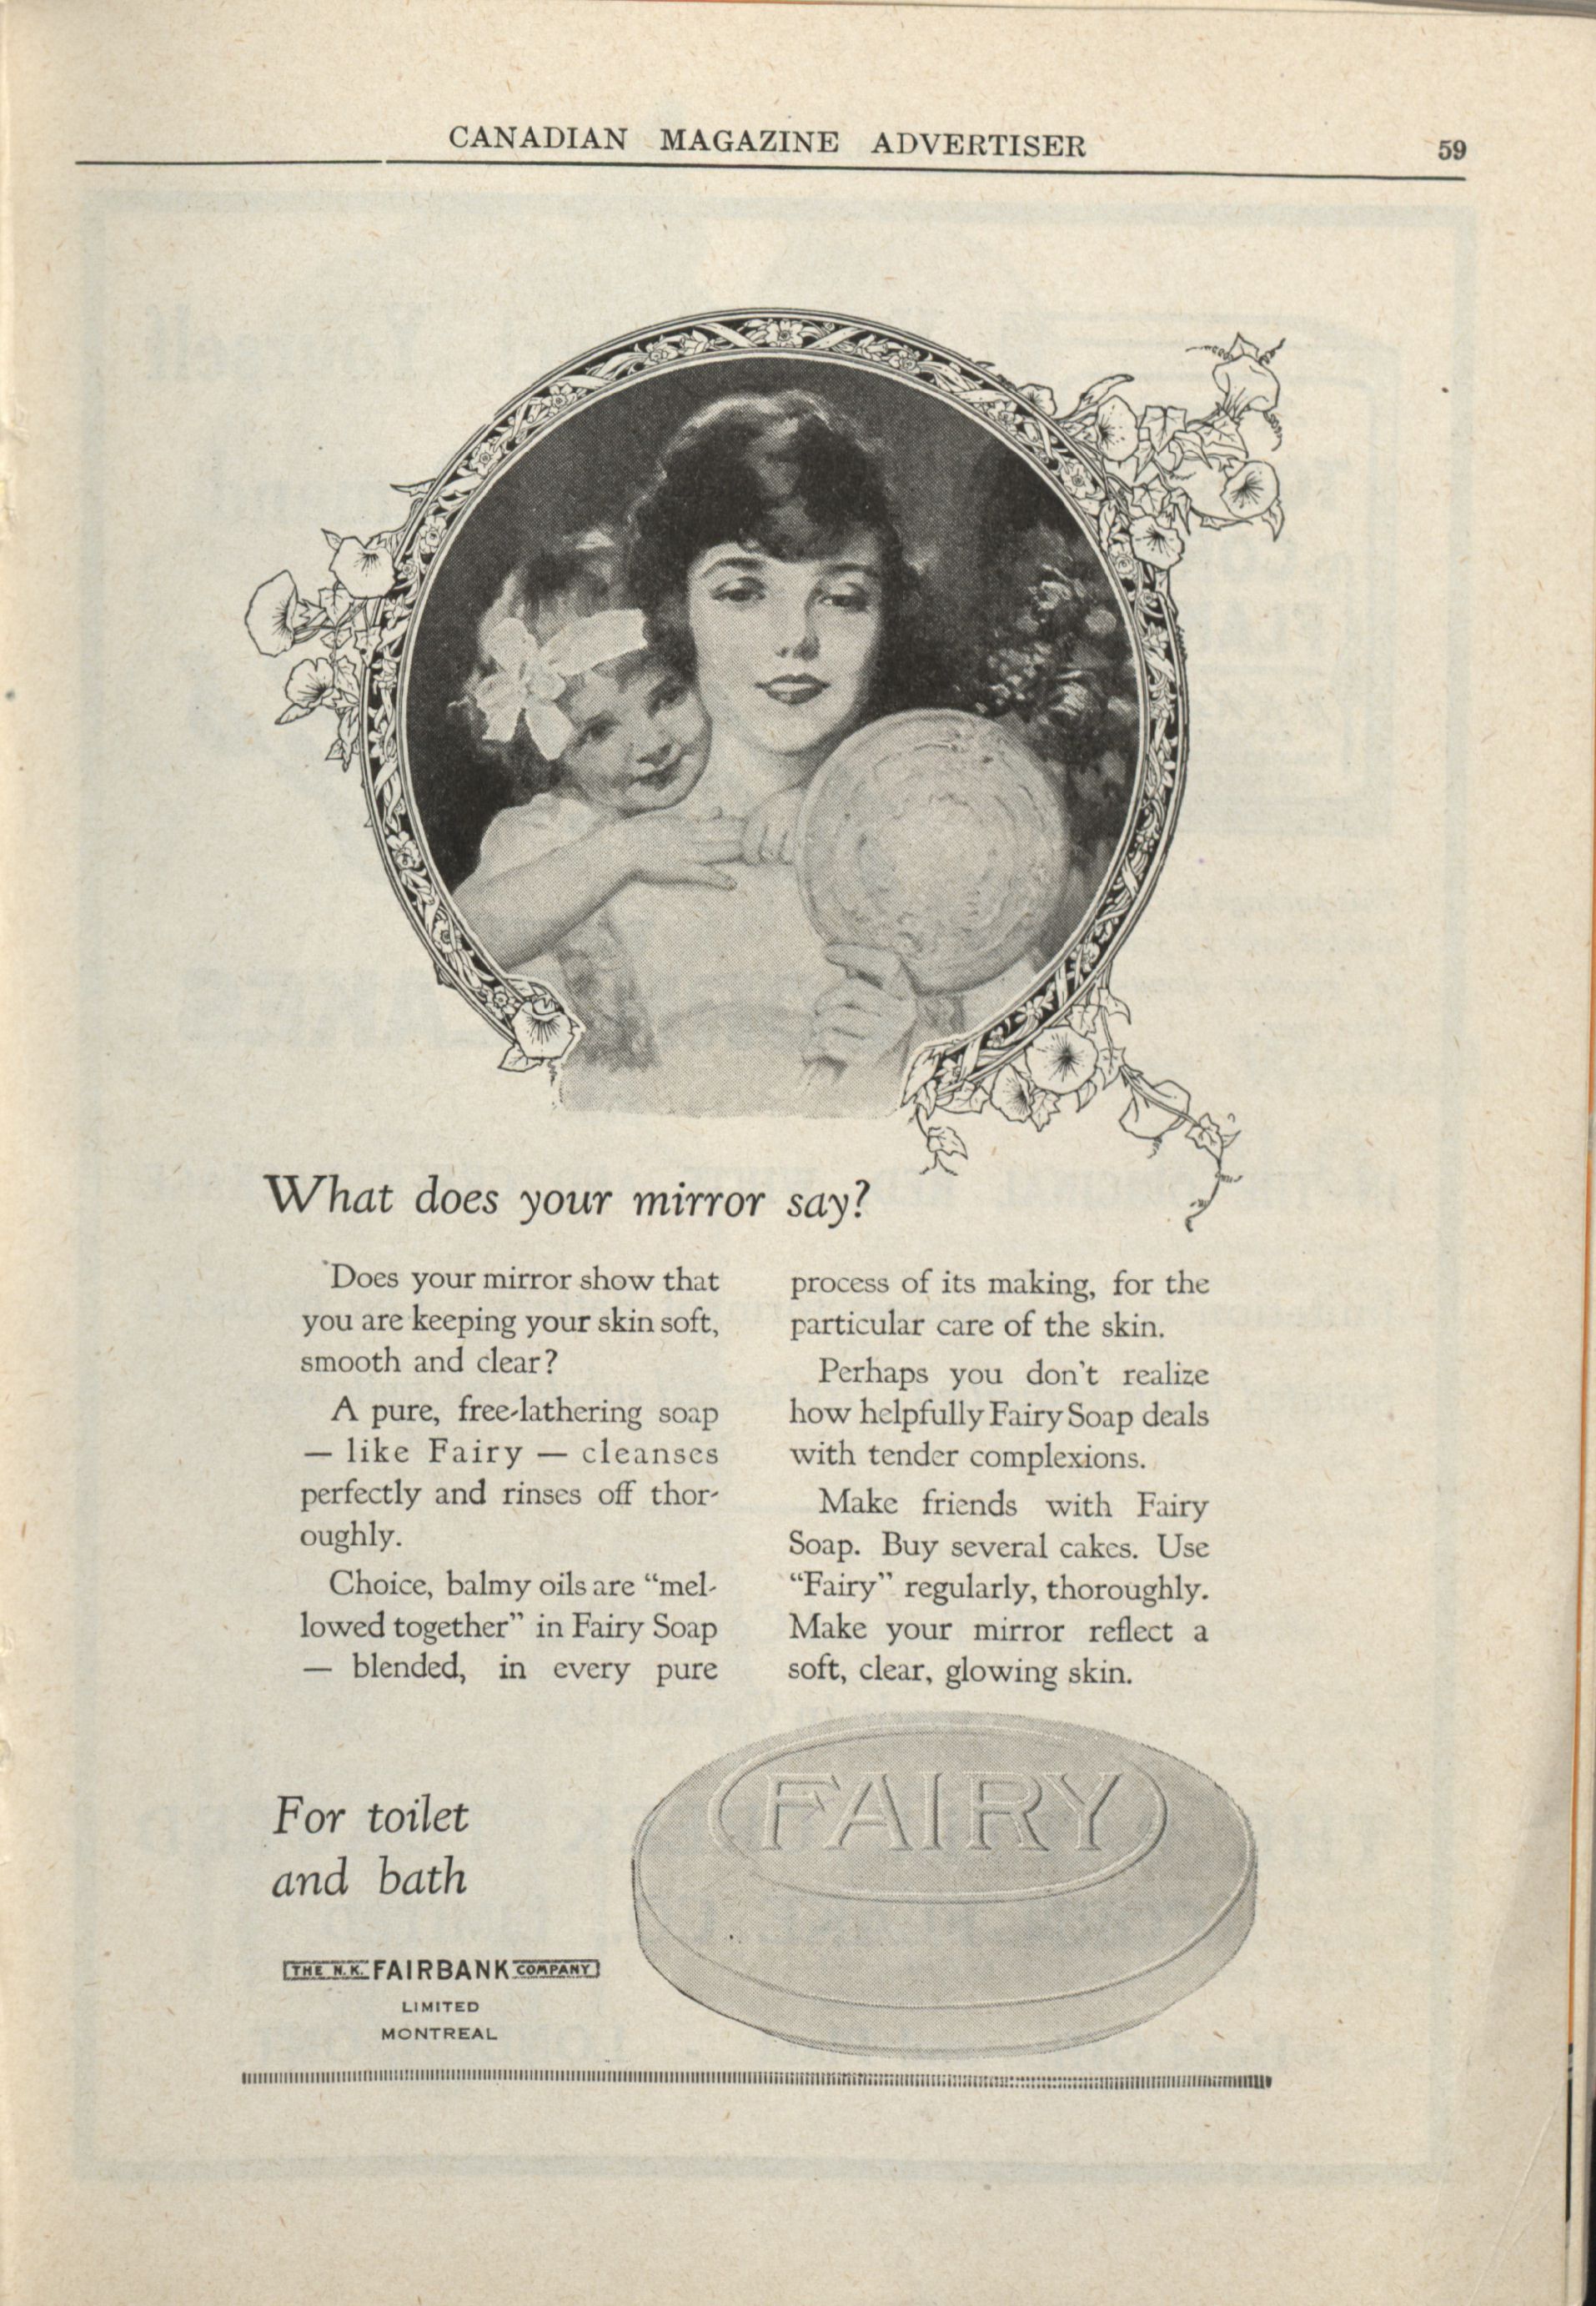 CANADIAN MAGAZINE ADVERTISER 59
What does your mirror say?
Does your mirror show that
you are keeping your skin soft,
smooth and clear?
A pure, free-lathering soap
— like Fairy — cleanses
perfectly and rinses off thor-
oughly.
Choice, balmy oils are “mel-
lowed together” in Fairy Soap
— blended, in every pure
process of its making, for the
particular care of the skin.
Perhaps you don't realize
how helpfully Fairy Soap deals
with tender complexions.
Make friends with Fairy
Soap. Buy several cakes. Use
“Fairy” regularly, thoroughly.
Make your mirror reflect a
soft, clear, glowing skin.
For toilet
and bath
FAIRY
THE N.K. FAIRBANK COMPANY
LIMITED
MONTREAL